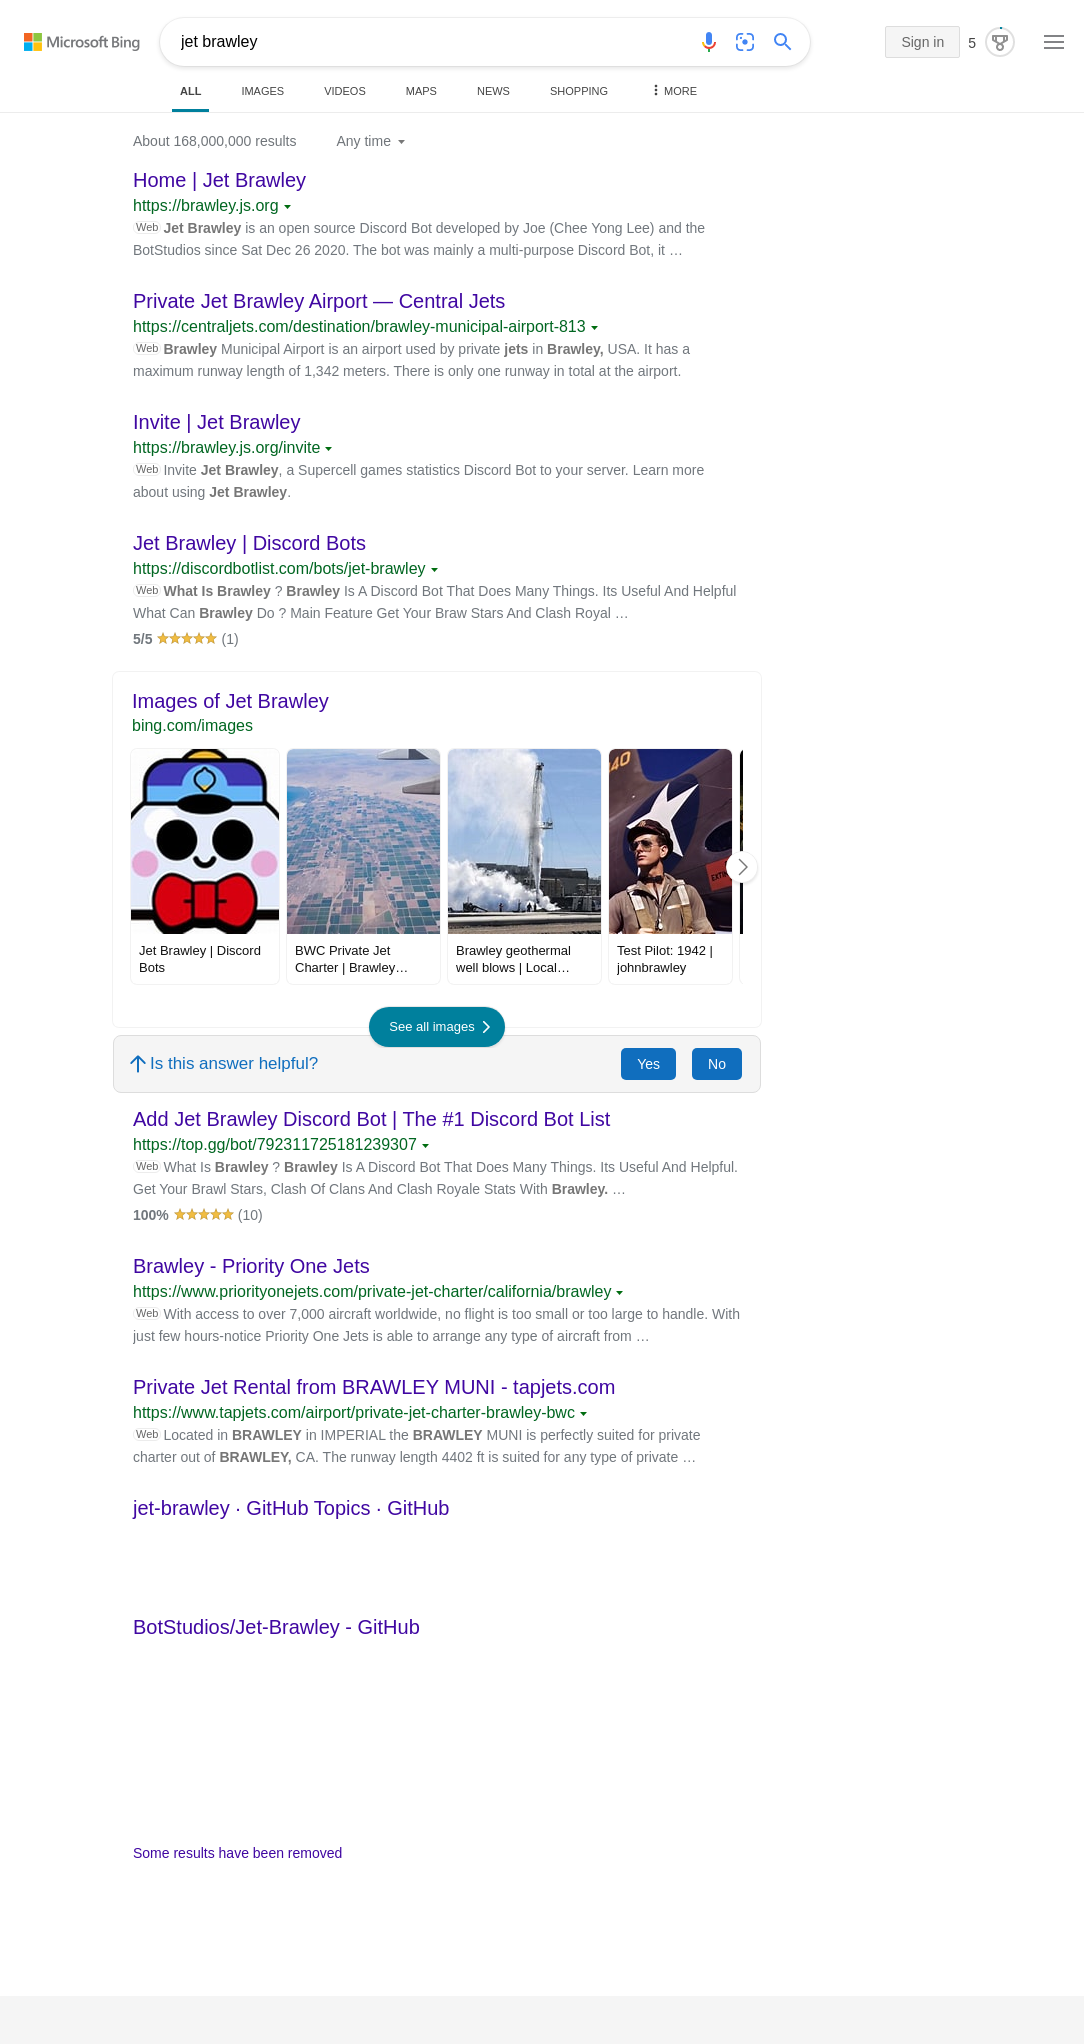 Microsoft Bing
jet brawley
Sign in
5
ALL
IMAGES
VIDEOS
MAPS
NEWS
SHOPPING
MORE
About 168,000,000 results
Any time
Home | Jet Brawley
https://brawley.js.org
Web Jet Brawley is an open source Discord Bot developed by Joe (Chee Yong Lee) and the
BotStudios since Sat Dec 26 2020. The bot was mainly a multi-purpose Discord Bot, it …
Private Jet Brawley Airport — Central Jets
https://centraljets.com/destination/brawley-municipal-airport-813
Web Brawley Municipal Airport is an airport used by private jets in Brawley, USA. It has a
maximum runway length of 1,342 meters. There is only one runway in total at the airport.
Invite | Jet Brawley
https://brawley.js.org/invite
Web Invite Jet Brawley, a Supercell games statistics Discord Bot to your server. Learn more
about using Jet Brawley.
Jet Brawley | Discord Bots
https://discordbotlist.com/bots/jet-brawley
Web What Is Brawley ? Brawley Is A Discord Bot That Does Many Things. Its Useful And Helpful
What Can Brawley Do ? Main Feature Get Your Braw Stars And Clash Royal …
5/5 (1)
Images of Jet Brawley
bing.com/images
40
EXTIN
Jet Brawley | Discord
Bots
BWC Private Jet
Charter | Brawley…
Brawley geothermal
well blows | Local…
Test Pilot: 1942 |
johnbrawley
See all images
Is this answer helpful?
Yes
No
Add Jet Brawley Discord Bot | The #1 Discord Bot List
https://top.gg/bot/792311725181239307
Web What Is Brawley ? Brawley Is A Discord Bot That Does Many Things. Its Useful And Helpful.
Get Your Brawl Stars, Clash Of Clans And Clash Royale Stats With Brawley. …
100% (10)
Brawley - Priority One Jets
https://www.priorityonejets.com/private-jet-charter/california/brawley
Web With access to over 7,000 aircraft worldwide, no flight is too small or too large to handle. With
just few hours-notice Priority One Jets is able to arrange any type of aircraft from …
Private Jet Rental from BRAWLEY MUNI - tapjets.com
https://www.tapjets.com/airport/private-jet-charter-brawley-bwc
Web Located in BRAWLEY in IMPERIAL the BRAWLEY MUNI is perfectly suited for private
charter out of BRAWLEY, CA. The runway length 4402 ft is suited for any type of private …
jet-brawley · GitHub Topics · GitHub
BotStudios/Jet-Brawley - GitHub
Some results have been removed